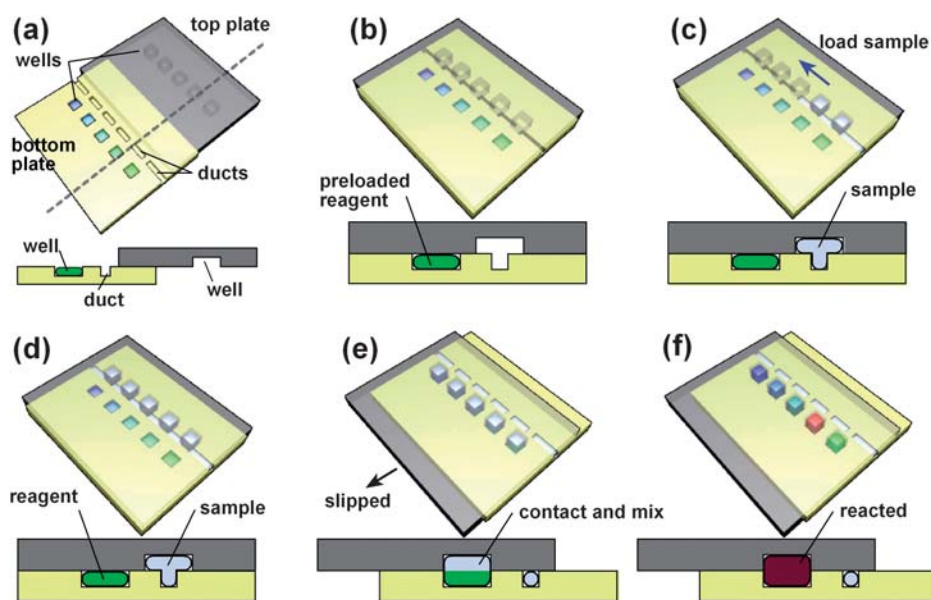 (a)
top plate
wells
bottom
plate
ducts
well
duct
well
(b)
preloaded
reagent
(c)
load sample
sample
(d)
reagent
sample
(e)
slipped
contact and mix
(f)
reacted